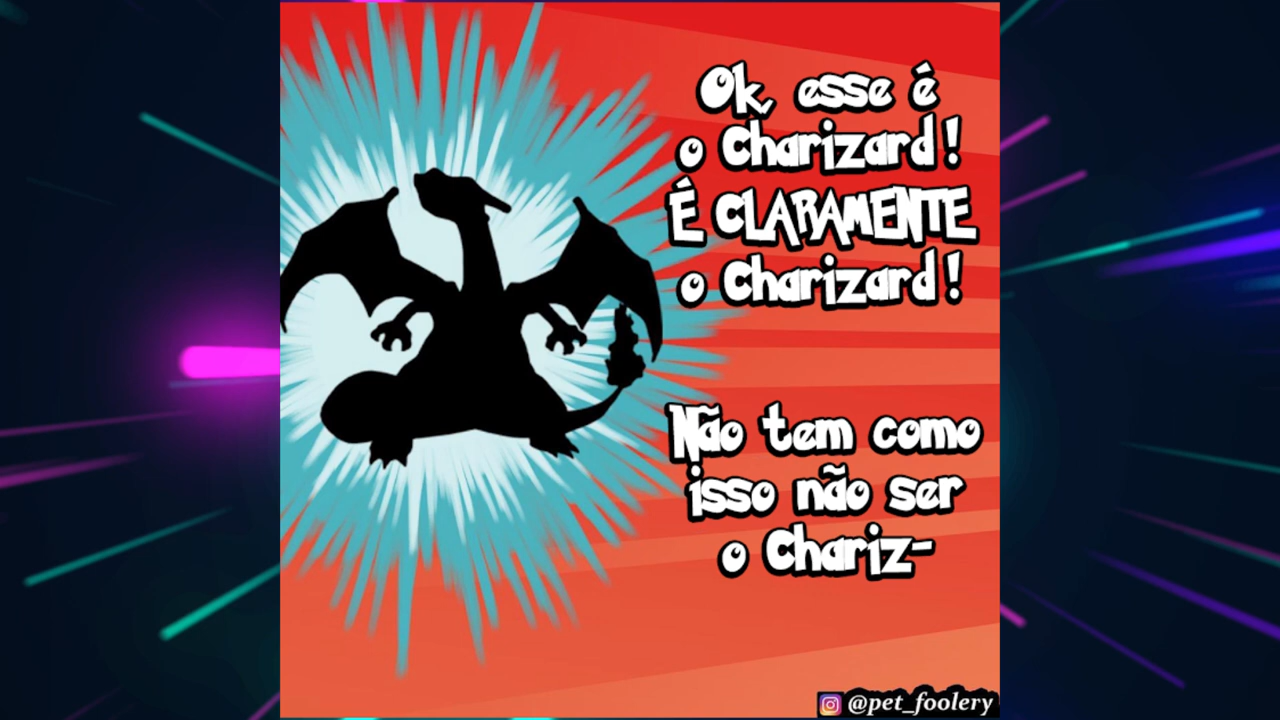 Ok, esse é
o Charizard!
É CLARAMENTE
o Charizard!
Não tem como
isso não ser
o Chariz-
@pet_foolery